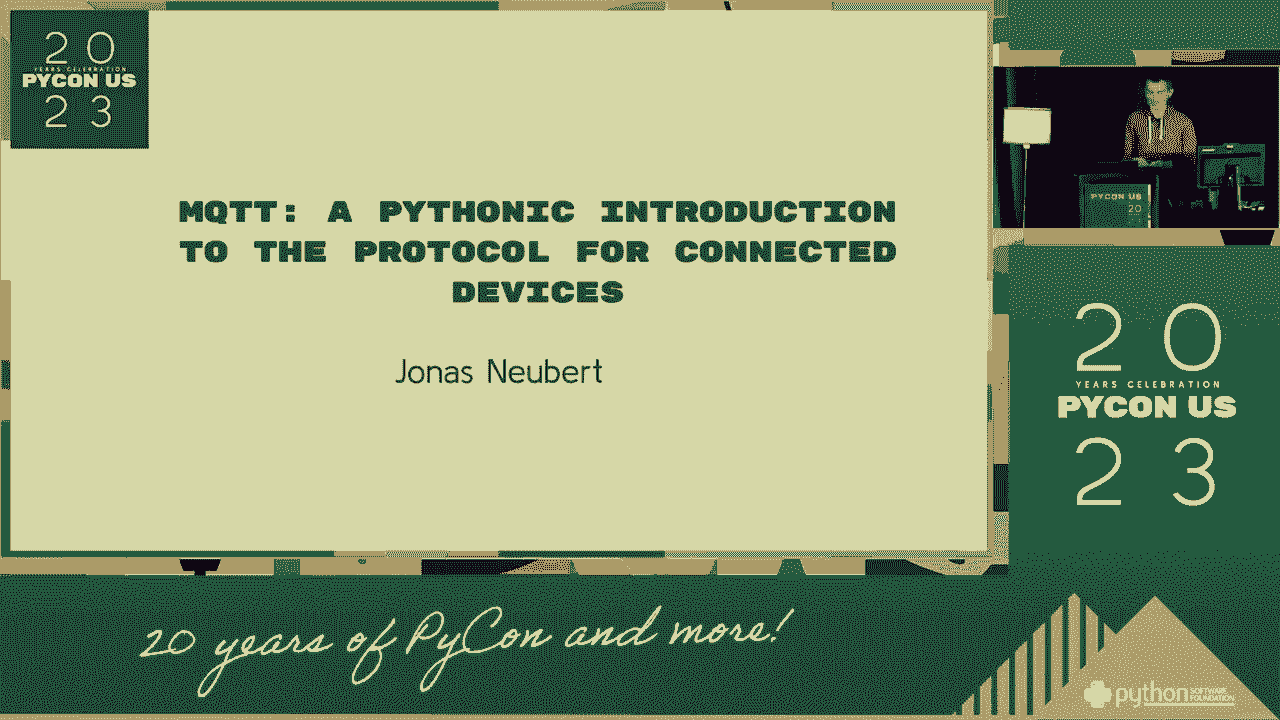 20
YEARS CELEBRATION
PYCON US
23
MQTT: A PYTHONIC INTRODUCTION
TO THE PROTOCOL FOR CONNECTED
DEVICES
Jonas Neubert
PYCON US
20
20
YEARS CELEBRATION
PYCON US
23
20 years of PyCon and more!
python SOFTWARE
FOUNDATION